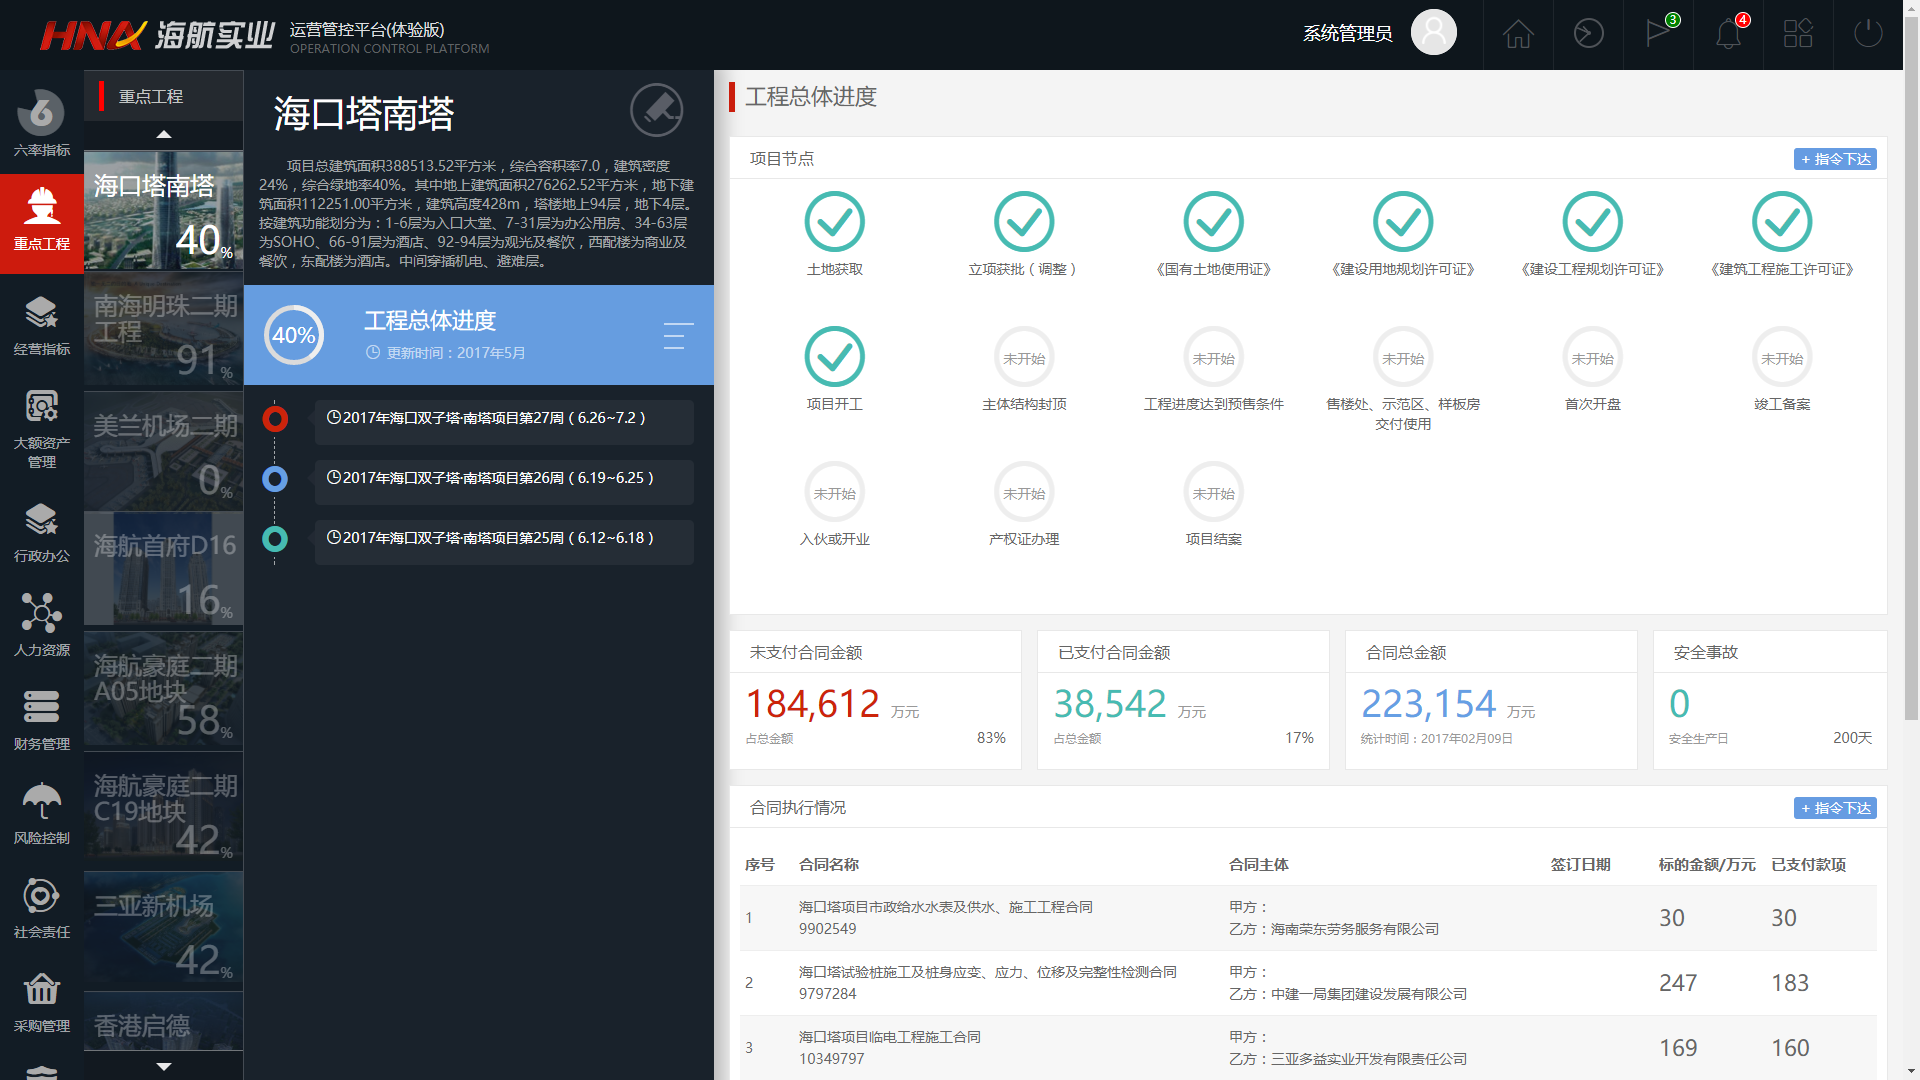 HNA 海航实业
运营管控平台(体验版)
OPERATION CONTROL PLATFORM
系统管理员
3
4
六率指标
重点工程
经营指标
大额资产
管理
行政办公
人力资源
财务管理
风险控制
社会责任
采购管理
重点工程
海口塔南塔
40%
南海明珠二期
工程
91%
美兰机场二期
0%
海航首府D16
16%
海航豪庭二期
A05地块
58%
海航豪庭二期
C19地块
42%
三亚新机场
42%
香港启德
海口塔南塔
项目总建筑面积388513.52平方米，综合容积率7.0，建筑密度
24%，综合绿地率40%。其中地上建筑面积276262.52平方米，地下建
筑面积112251.00平方米，建筑高度428m，塔楼地上94层，地下4层。
按建筑功能划分为：1-6层为入口大堂、7-31层为办公用房、34-63层
为SOHO、66-91层为酒店、92-94层为观光及餐饮，西配楼为商业及
餐饮，东配楼为酒店。中间穿插机电、避难层。
40%
工程总体进度
更新时间：2017年5月
2017年海口双子塔·南塔项目第27周（6.26~7.2）
2017年海口双子塔·南塔项目第26周（6.19~6.25）
2017年海口双子塔·南塔项目第25周（6.12~6.18）
工程总体进度
项目节点
+ 指令下达
土地获取
立项获批（调整）
《国有土地使用证》
《建设用地规划许可证》
《建设工程规划许可证》
《建筑工程施工许可证》
未开始
未开始
未开始
未开始
未开始
项目开工
主体结构封顶
工程进度达到预售条件
售楼处、示范区、样板房
交付使用
首次开盘
竣工备案
未开始
未开始
未开始
入伙或开业
产权证办理
项目结案
未支付合同金额
184,612 万元
占总金额 83%
已支付合同金额
38,542 万元
占总金额 17%
合同总金额
223,154 万元
统计时间：2017年02月09日
安全事故
0
安全生产日 200天
合同执行情况
+ 指令下达
序号 合同名称 合同主体 签订日期 标的金额/万元 已支付款项
1 海口塔项目市政给水水表及供水、施工工程合同 甲方： 30 30
9902549 乙方：海南荣东劳务服务有限公司
2 海口塔试验桩施工及桩身应变、应力、位移及完整性检测合同 甲方： 247 183
9797284 乙方：中建一局集团建设发展有限公司
3 海口塔项目临电工程施工合同 甲方： 169 160
10349797 乙方：三亚多益实业开发有限责任公司